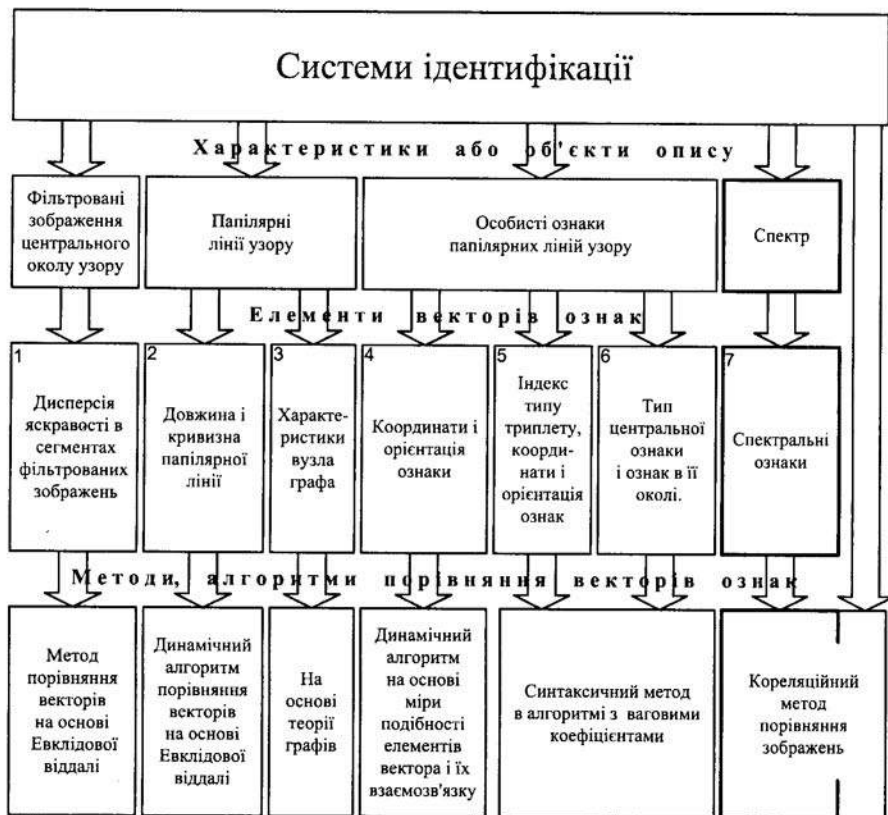 Системи ідентифікації
Характеристики або об'єкти опису
Фільтровані
зображення
центрального
околу узору
Папілярні
лінії узору
Особисті ознаки
папілярних ліній узору
Спектр
Елементи векторів ознак
1
Дисперсія
яскравості в
сегментах
фільтрованих
зображень
2
Довжина і
кривизна
папілярної
лінії
3
Характе-
ристики
вузла
графа
4
Координати і
орієнтація
ознаки
5
Індекс
типу
триплету,
коорди-
нати і
орієнтація
ознак
6
Тип
центральної
ознаки
і ознак в її
околі.
7
Спектральні
ознаки
Методи, алгоритми порівняння векторів ознак
Метод
порівняння
векторів
на основі
Евклідової
віддалі
Динамічний
алгоритм
порівняння
векторів
на основі
Евклідової
віддалі
На
основі
теорії
графів
Динамічний
алгоритм
на основі
міри
подібності
елементів
вектора і їх
взаємозв'язку
Синтаксичний метод
в алгоритмі з ваговими
коефіцієнтами
Кореляційний
метод
порівняння
зображень